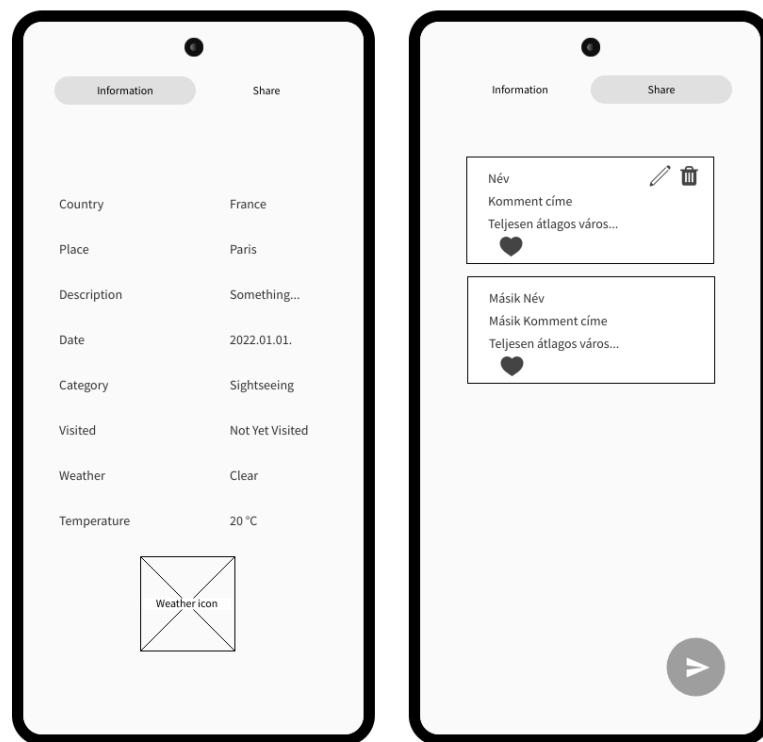 Information Share
Country France
Place Paris
Description Something...
Date 2022.01.01.
Category Sightseeing
Visited Not Yet Visited
Weather Clear
Temperature 20 °C
Weather icon
Information Share
Név
Komment címe
Teljesen átlagos város...
Másik Név
Másik Komment címe
Teljesen átlagos város...